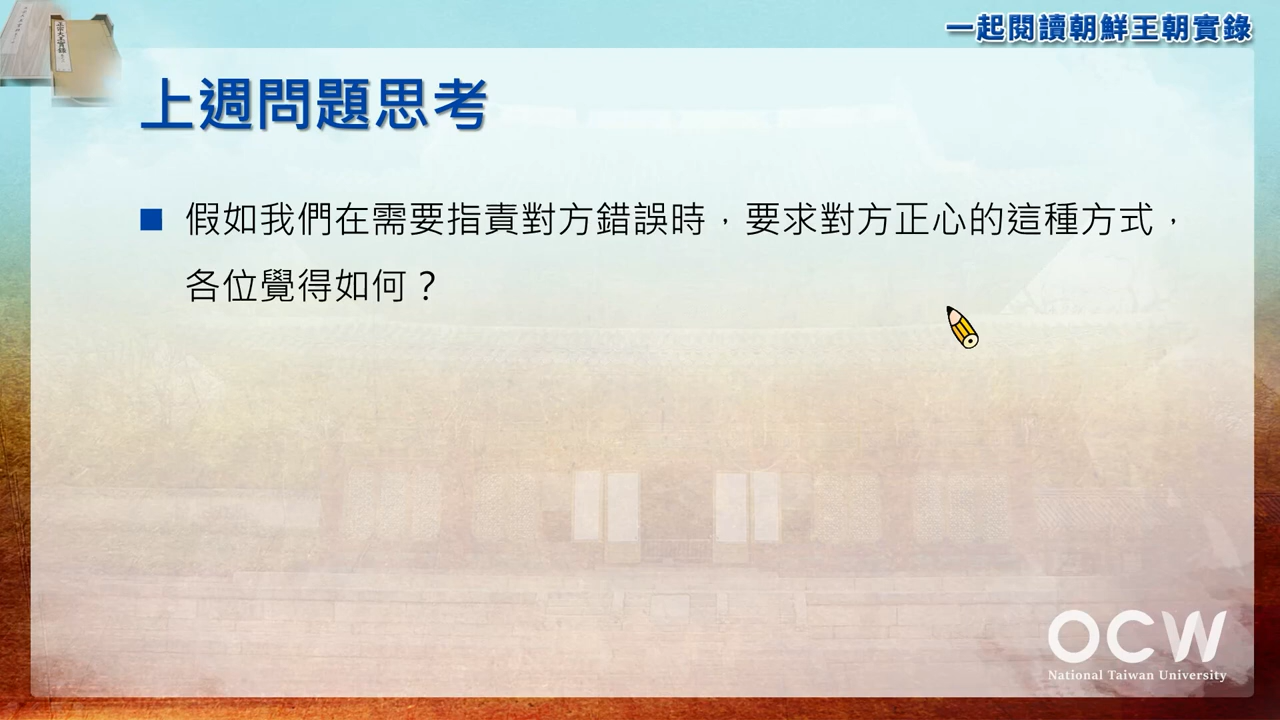 一起閱讀朝鮮王朝實錄
上週問題思考
假如我們在需要指責對方錯誤時，要求對方正心的這種方式，
各位覺得如何？
OCW
National Taiwan University